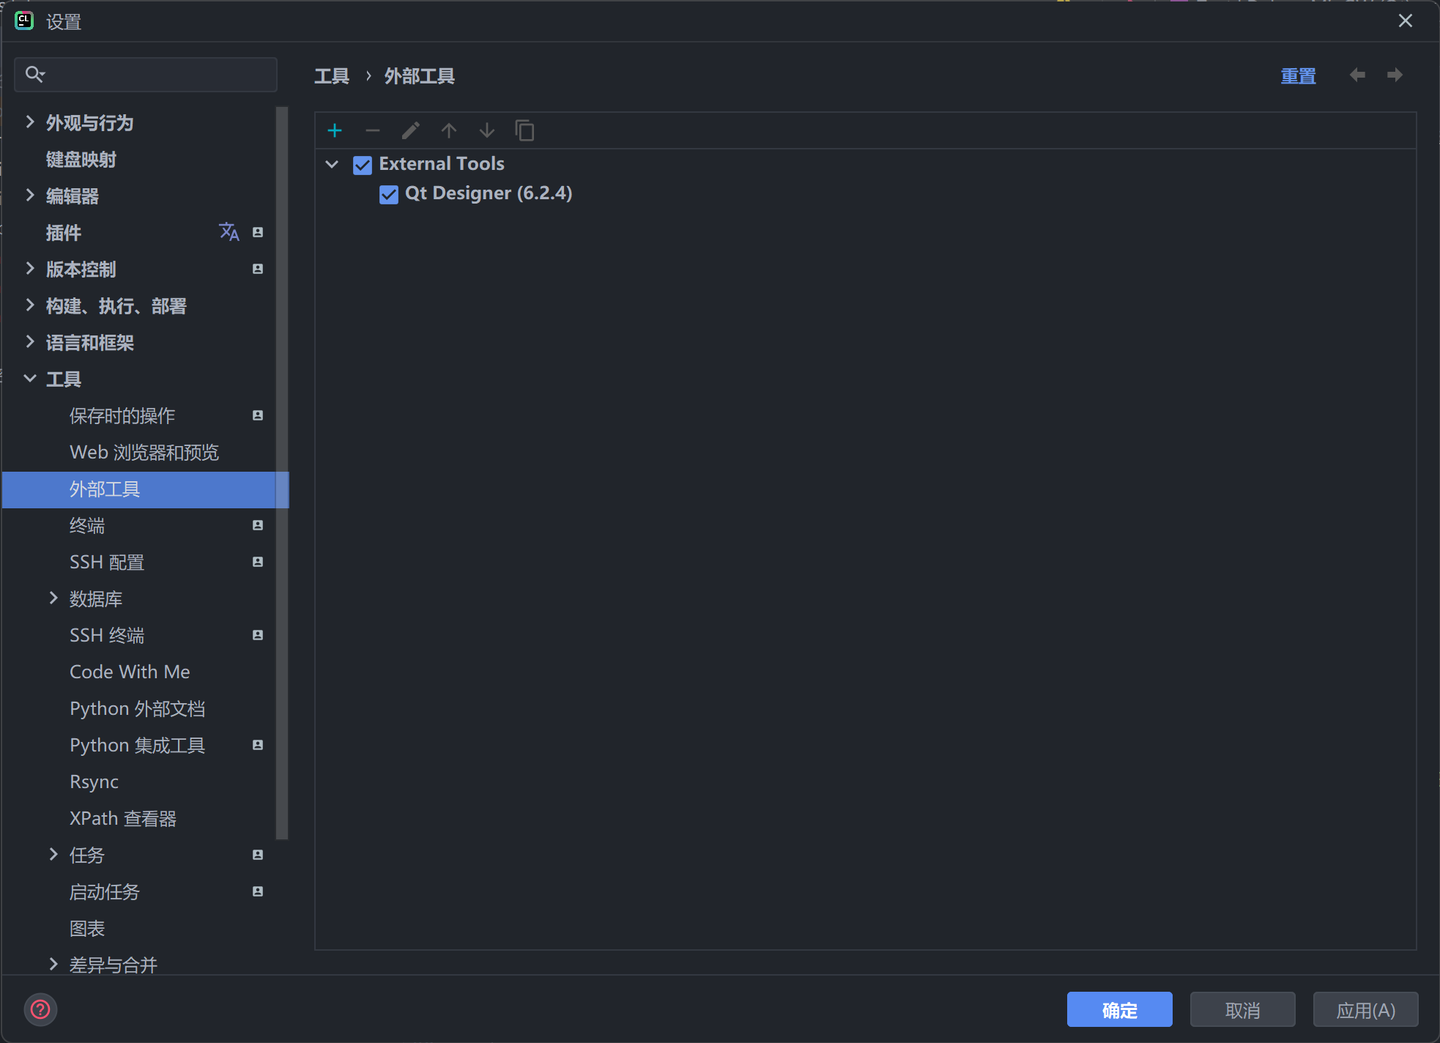 CL 设置
工具 › 外部工具
重置
外观与行为
键盘映射
编辑器
插件
版本控制
构建、执行、部署
语言和框架
工具
保存时的操作
Web 浏览器和预览
外部工具
终端
SSH 配置
数据库
SSH 终端
Code With Me
Python 外部文档
Python 集成工具
Rsync
XPath 查看器
任务
启动任务
图表
差异与合并
External Tools
Qt Designer (6.2.4)
?
确定
取消
应用(A)